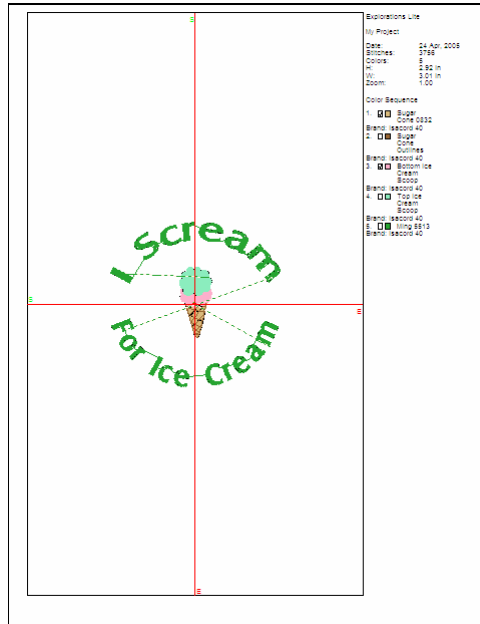 Explorations Lite
My Project
Date: 24 Apr, 2005
Stitches: 3756
Colors: 5
H: 2.92 in
W: 3.01 in
Zoom: 1.00
Color Sequence
1. Sugar
Cone 0832
Brand: Isacord 40
2. Sugar
Cone
Outlines
Brand: Isacord 40
3. Bottom Ice
Cream
Scoop
Brand: Isacord 40
4. Top Ice
Cream
Scoop
Brand: Isacord 40
5. Ming 5513
Brand: Isacord 40
I Scream
For Ice Cream